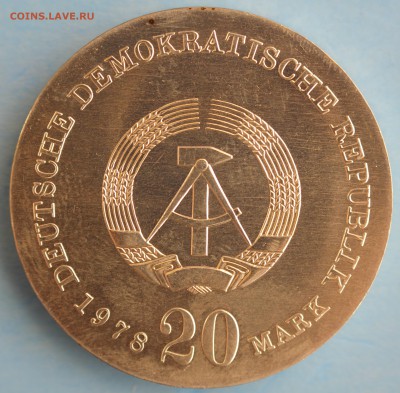 COINS.LAVE.RU
DEUTSCHE DEMOKRATISCHE REPUBLIK
1978 20 MARK